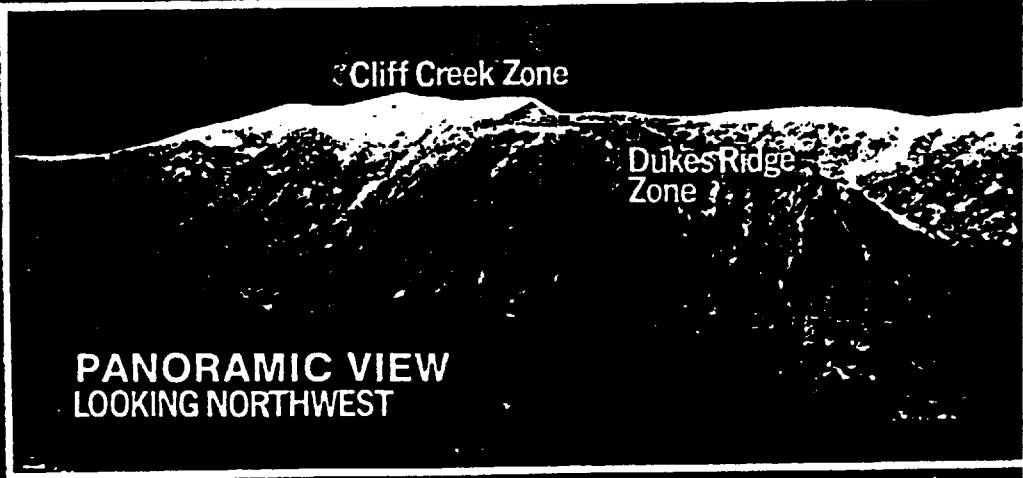 Cliff Creek Zone
Dukes Ridge
Zone
PANORAMIC VIEW
LOOKING NORTHWEST